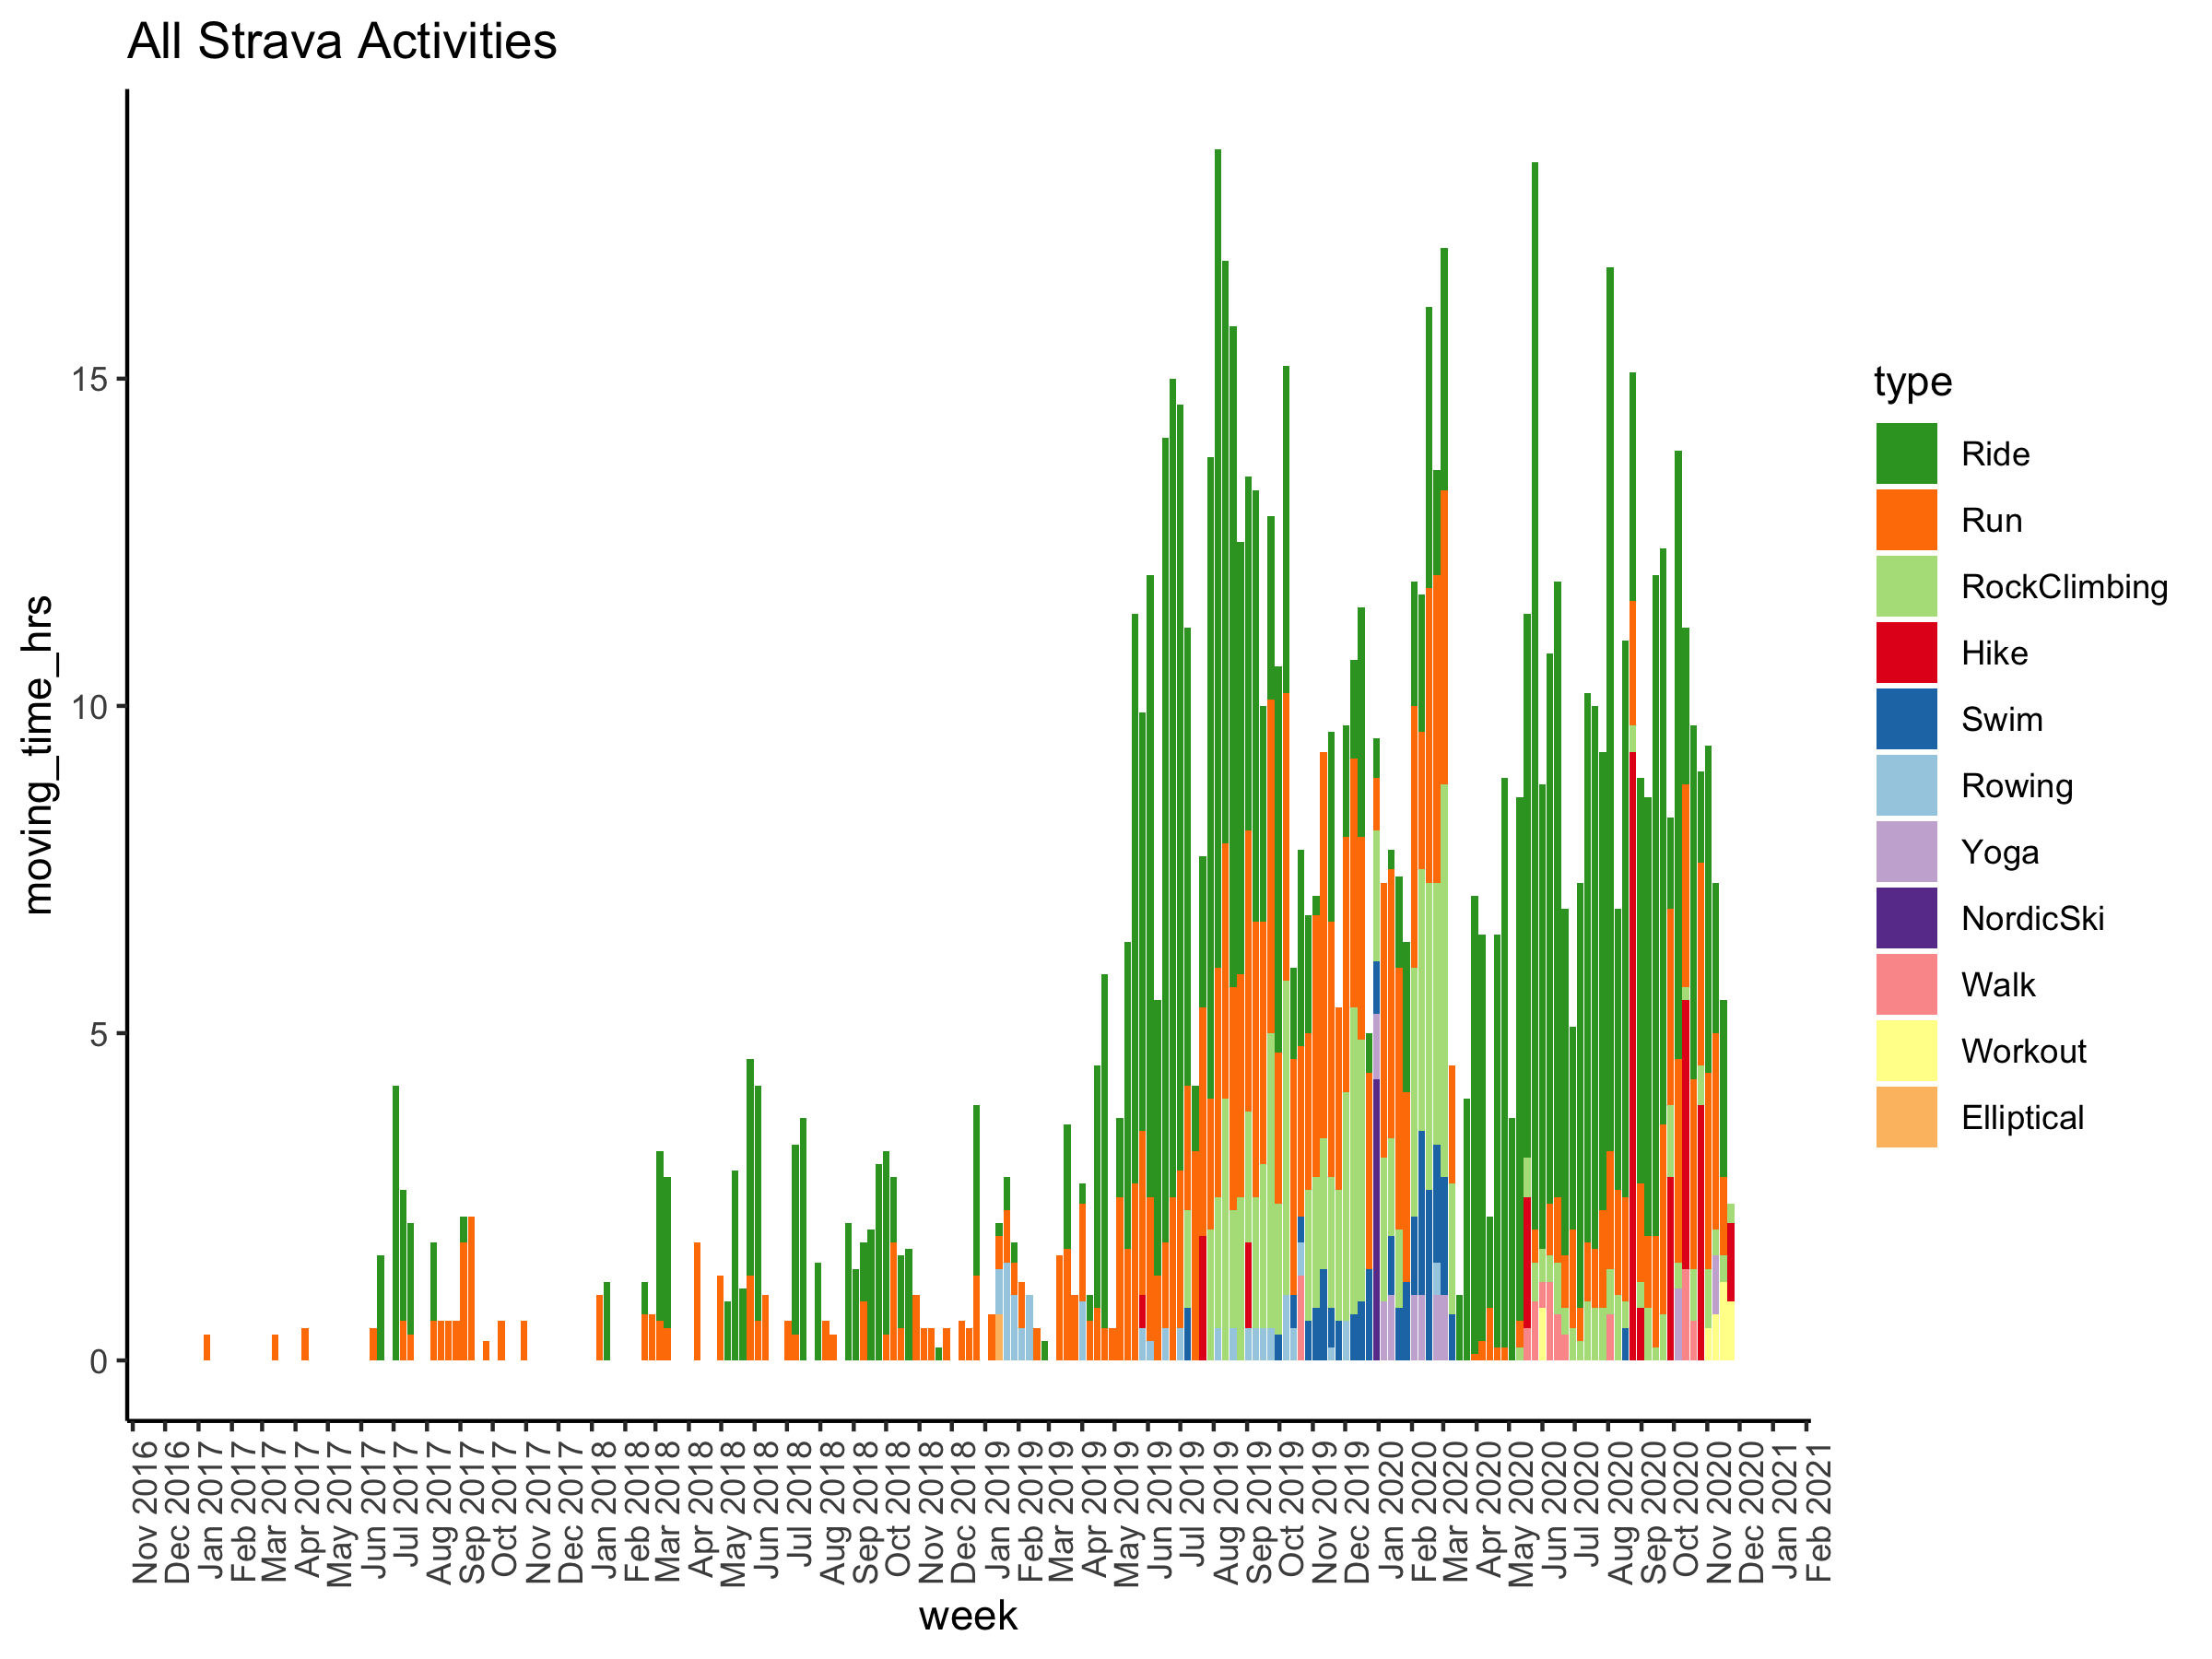 All Strava Activities
moving_time_hrs
15
10
5
0
Nov 2016
Dec 2016
Jan 2017
Feb 2017
Mar 2017
Apr 2017
May 2017
Jun 2017
Jul 2017
Aug 2017
Sep 2017
Oct 2017
Nov 2017
Dec 2017
Jan 2018
Feb 2018
Mar 2018
Apr 2018
May 2018
Jun 2018
Jul 2018
Aug 2018
Sep 2018
Oct 2018
Nov 2018
Dec 2018
Jan 2019
Feb 2019
Mar 2019
Apr 2019
May 2019
Jun 2019
Jul 2019
Aug 2019
Sep 2019
Oct 2019
Nov 2019
Dec 2019
Jan 2020
Feb 2020
Mar 2020
Apr 2020
May 2020
Jun 2020
Jul 2020
Aug 2020
Sep 2020
Oct 2020
Nov 2020
Dec 2020
Jan 2021
Feb 2021
week
type
Ride
Run
RockClimbing
Hike
Swim
Rowing
Yoga
NordicSki
Walk
Workout
Elliptical